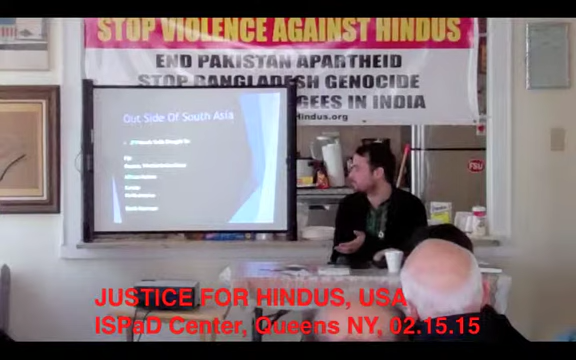 STOP VIOLENCE AGAINST HINDUS
END PAKISTAN APARTHEID
STOP BANGLADESH GENOCIDE
GEES IN INDIA
Hindus.org
Out Side Of South Asia
FSU
JUSTICE FOR HINDUS, USA
ISPaD Center, Queens NY, 02.15.15